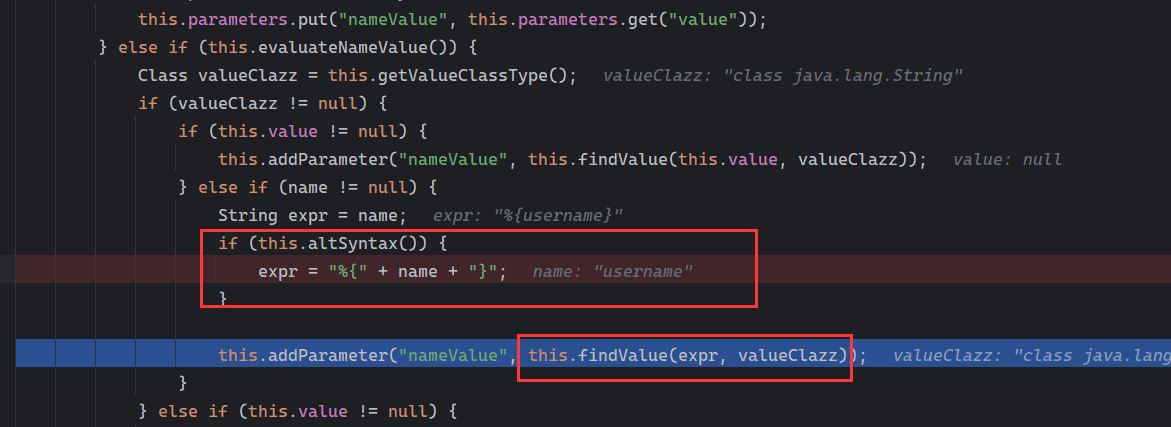 this.parameters.put("nameValue", this.parameters.get("value"));
} else if (this.evaluateNameValue()) {
Class valueClazz = this.getValueClassType();   valueClazz: "class java.lang.String"
if (valueClazz != null) {
if (this.value != null) {
this.addParameter("nameValue", this.findValue(this.value, valueClazz));   value: null
} else if (name != null) {
String expr = name;   expr: "%{username}"
if (this.altSyntax()) {
expr = "%{" + name + "}";   name: "username"
}
this.addParameter("nameValue", this.findValue(expr, valueClazz));   valueClazz: "class java.lang
}
} else if (this.value != null) {